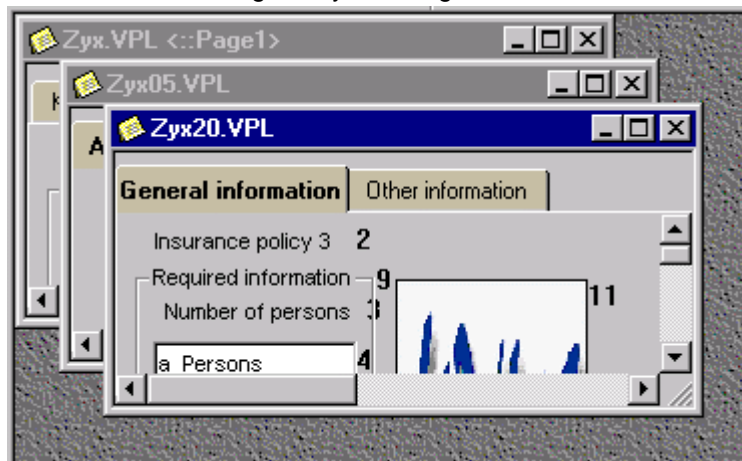 Zyx.VPL <::Page1>
Zyx05.VPL
K
A
Zyx20.VPL
General information
Other information
Insurance policy 3 2
Required information 9
11
Number of persons 3
a Persons 4